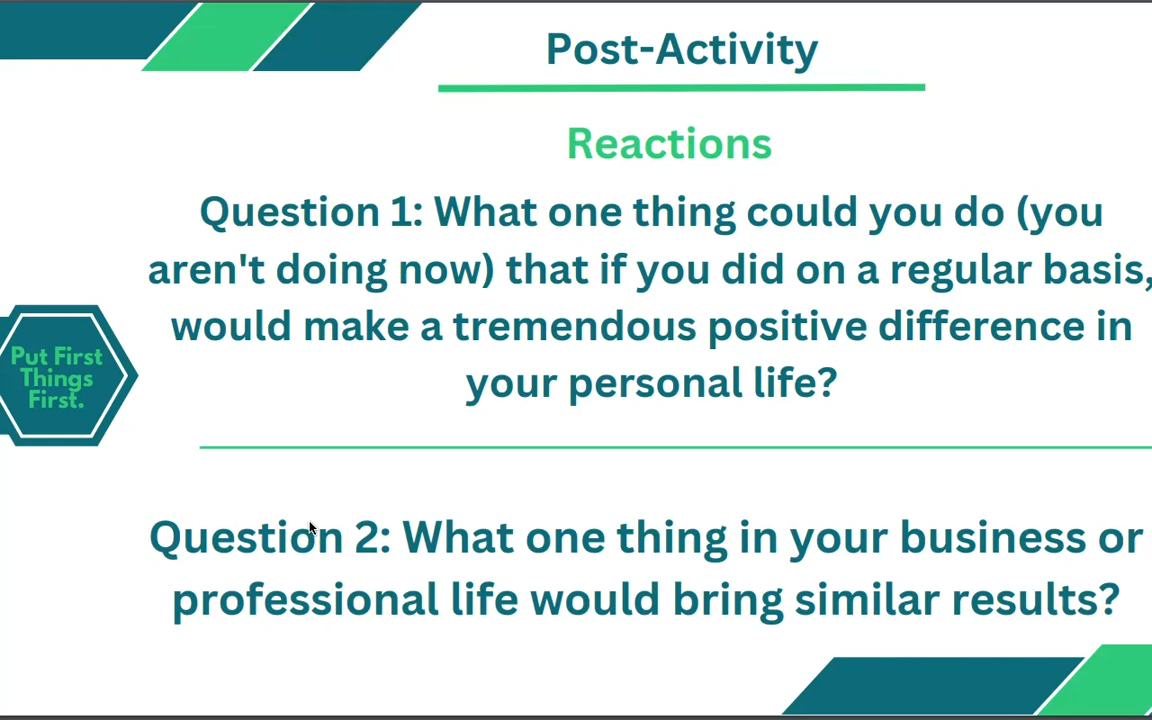 Post-Activity
Reactions
Question 1: What one thing could you do (you
aren't doing now) that if you did on a regular basis,
would make a tremendous positive difference in
your personal life?
Put First
Things
First.
Question 2: What one thing in your business or
professional life would bring similar results?